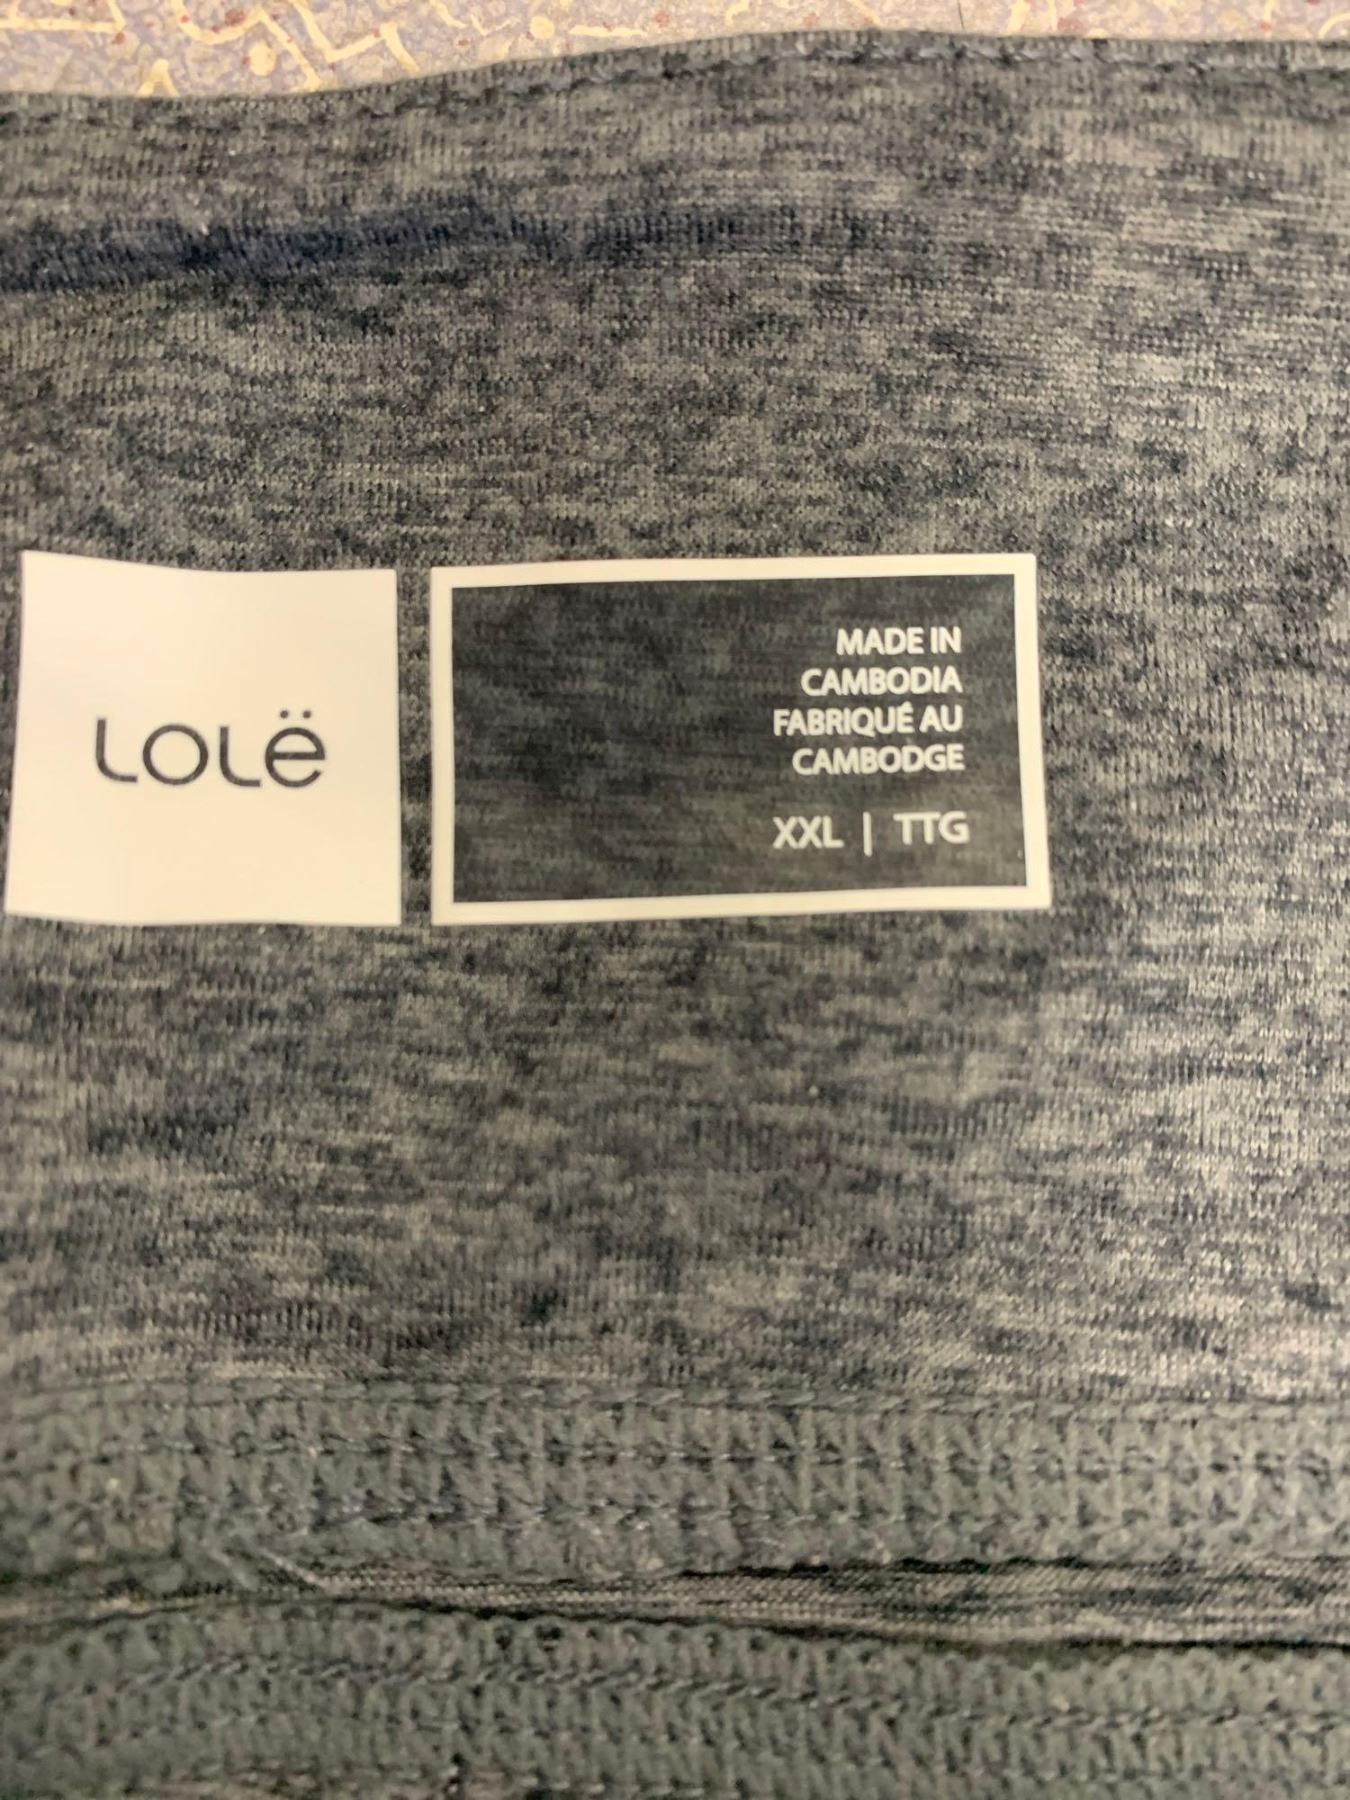 Lolë
MADE IN
CAMBODIA
FABRIQUÉ AU
CAMBODGE
XXL | TTG